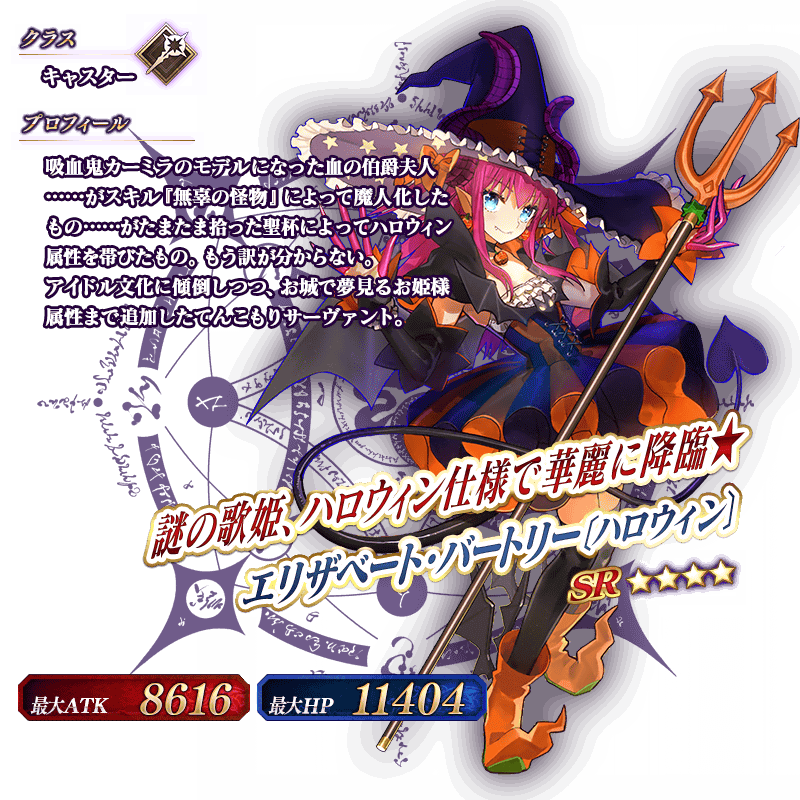 クラス
キャスター
プロフィール
吸血鬼カーミラのモデルになった血の伯爵夫人
……がスキル『無辜の怪物』によって魔人化した
もの……がたまたま拾った聖杯によってハロウィン
属性を帯びたもの。もう訳が分からない。
アイドル文化に傾倒しつつ、お城で夢見るお姫様
属性まで追加したてんこもりサーヴァント。
謎の歌姫、ハロウィン仕様で華麗に降臨★
エリザベート・バートリー〔ハロウィン〕
SR ★★★★
最大ATK 8616
最大HP 11404